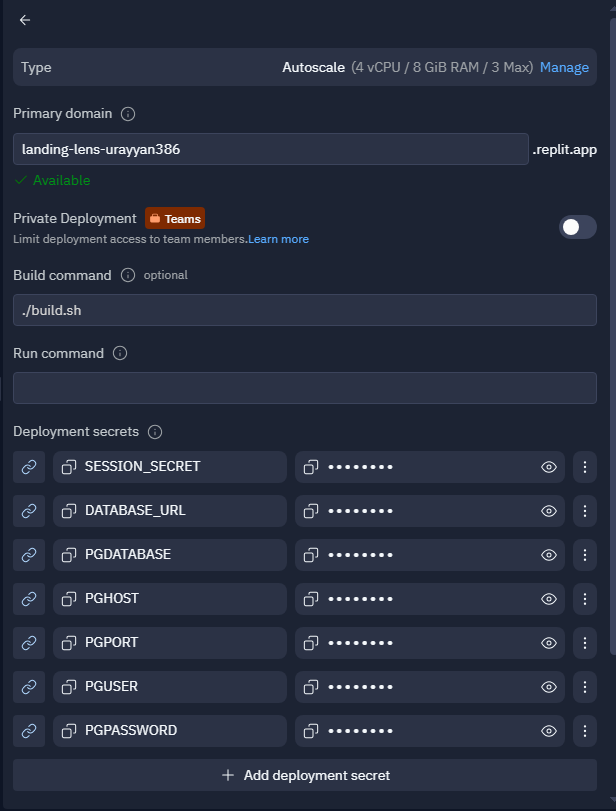 Type Autoscale (4 vCPU / 8 GiB RAM / 3 Max) Manage
Primary domain
landing-lens-urayyan386 .replit.app
Available
Private Deployment Teams
Limit deployment access to team members.Learn more
Build command optional
./build.sh
Run command
Deployment secrets
SESSION_SECRET ••••••••
DATABASE_URL ••••••••
PGDATABASE ••••••••
PGHOST ••••••••
PGPORT ••••••••
PGUSER ••••••••
PGPASSWORD ••••••••
+ Add deployment secret